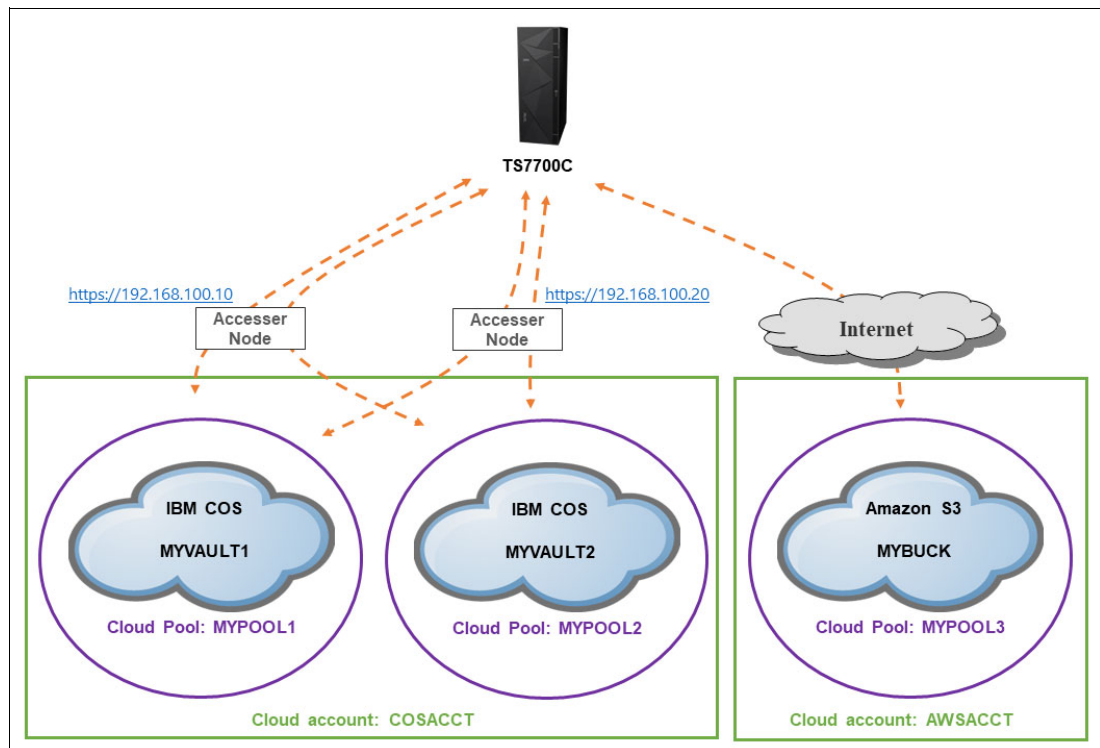 TS7700C
https://192.168.100.10
https://192.168.100.20
Accesser
Node
Accesser
Node
Internet
IBM COS
MYVAULT1
Cloud Pool: MYPOOL1
IBM COS
MYVAULT2
Cloud Pool: MYPOOL2
Amazon S3
MYBUCK
Cloud Pool: MYPOOL3
Cloud account: COSACCT
Cloud account: AWSACCT